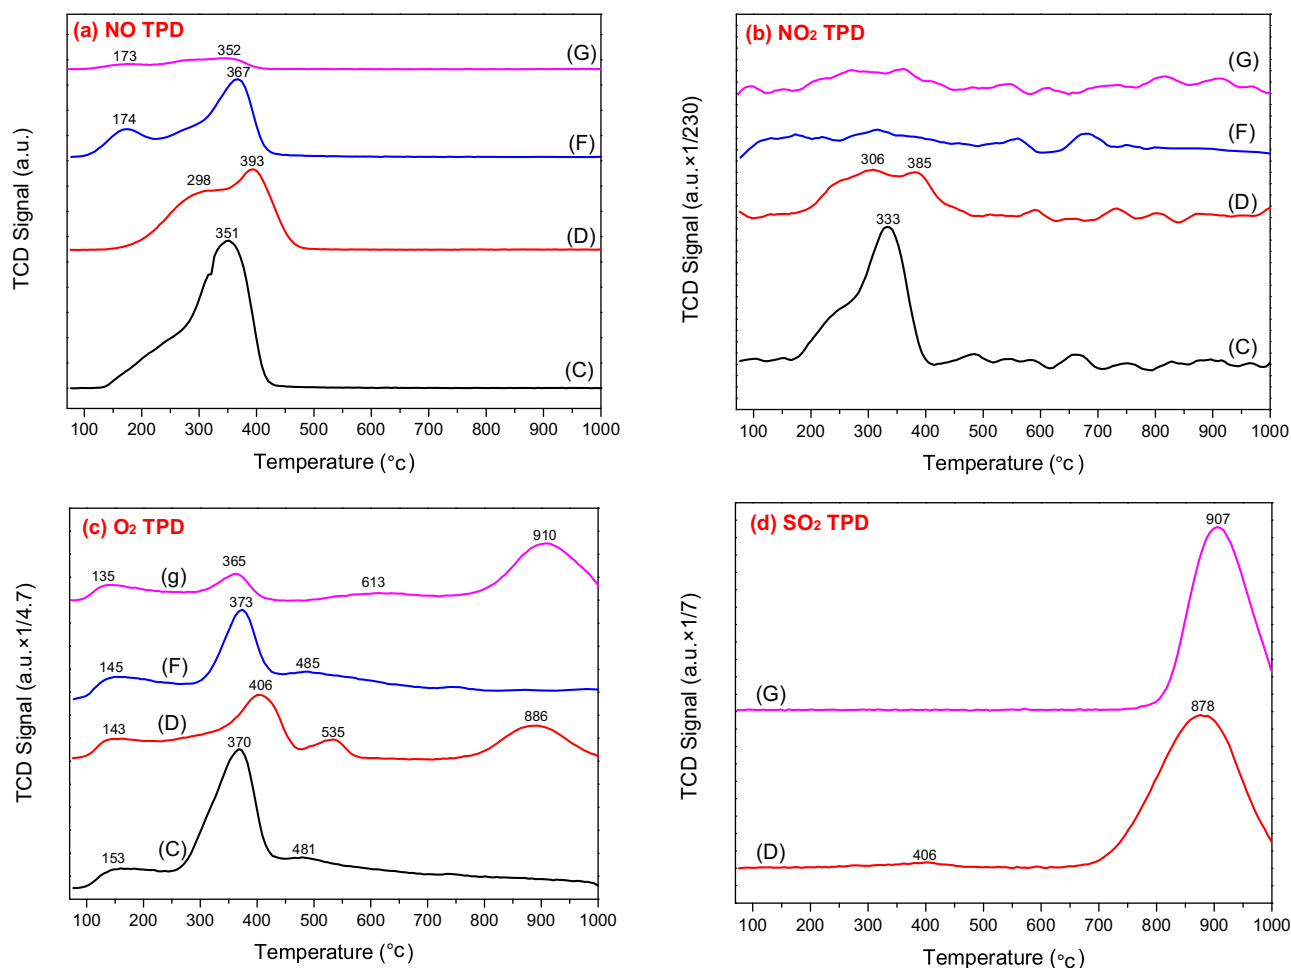 (a) NO TPD
173
352
(G)
367
174
(F)
298
393
(D)
351
(C)
TCD Signal (a.u.)
100 200 300 400 500 600 700 800 900 1000
Temperature (°c)
(b) NO₂ TPD
(G)
(F)
306
385
(D)
333
(C)
TCD Signal (a.u.×1/230)
100 200 300 400 500 600 700 800 900 1000
Temperature (°c)
(c) O₂ TPD
910
135
(g)
365
613
373
145
(F)
485
406
143
(D)
535
886
370
153
(C)
481
TCD Signal (a.u.×1/4.7)
100 200 300 400 500 600 700 800 900 1000
Temperature (°c)
(d) SO₂ TPD
907
(G)
878
(D)
406
TCD Signal (a.u.×1/7)
100 200 300 400 500 600 700 800 900 1000
Temperature (°c)